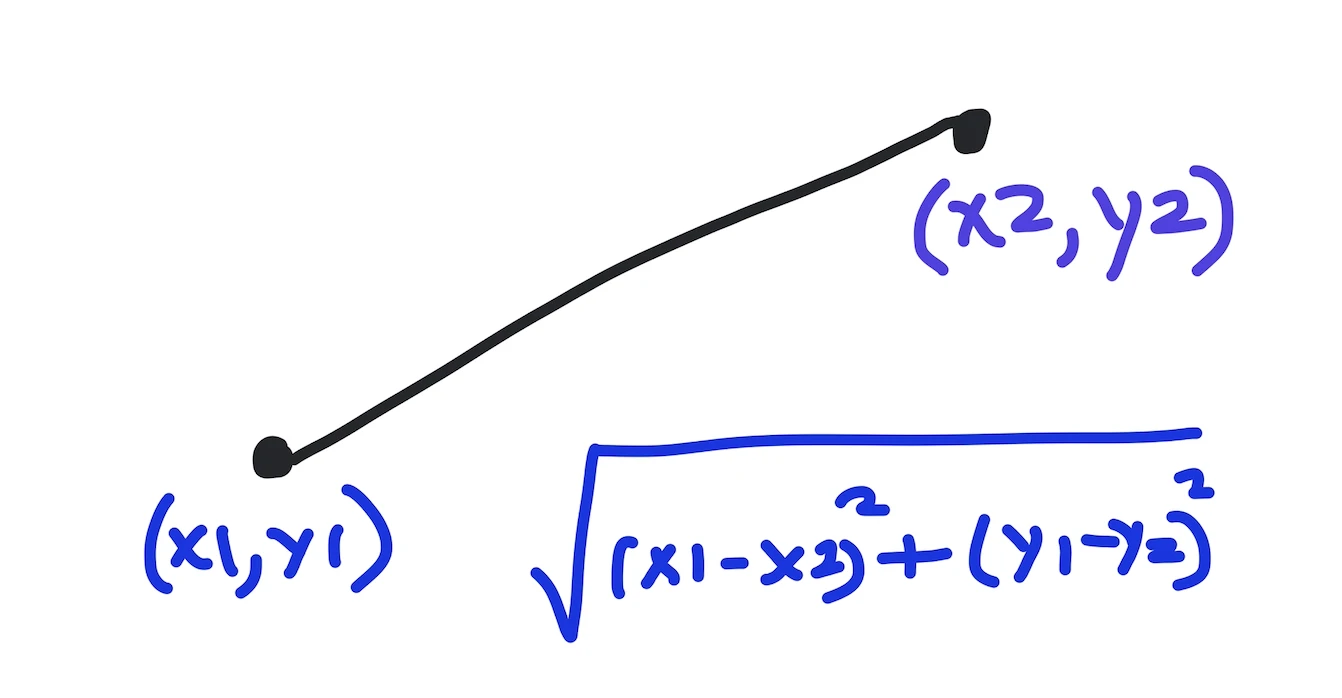 (x2, y2)
(x1, y1)
√(x1-x2)²+(y1-y2)²